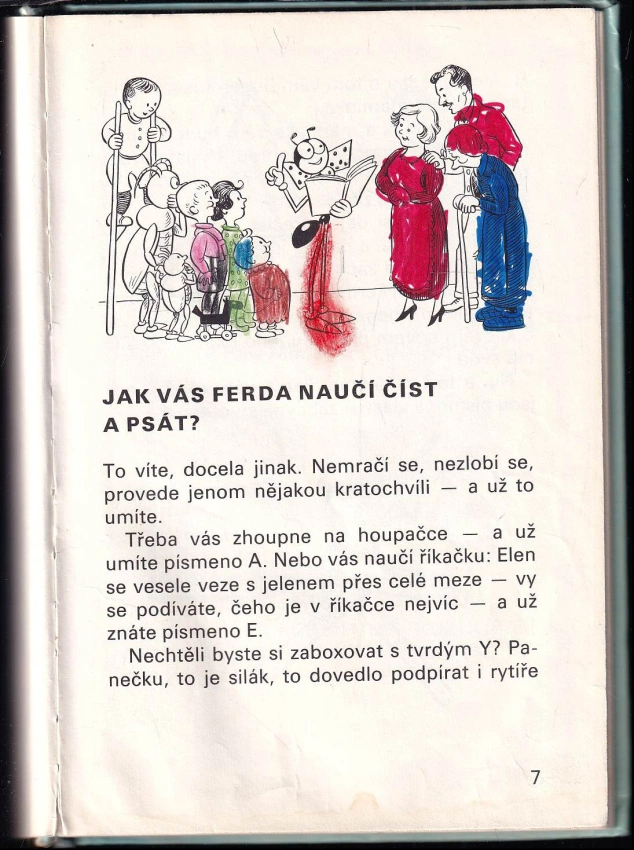 JAK VÁS FERDA NAUČÍ ČÍST
A PSÁT?
To víte, docela jinak. Nemračí se, nezlobí se,
provede jenom nějakou kratochvili — a už to
umíte.
Třeba vás zhoupne na houpačce — a už
umíte písmeno A. Nebo vás naučí říkačku: Elen
se vesele veze s jelenem přes celé meze — vy
se podíváte, čeho je v říkačce nejvíc — a už
znáte písmeno E.
Nechtěli byste si zaboxovat s tvrdým Y? Pa-
nečku, to je silák, to dovedlo podpírat i rytíře
7